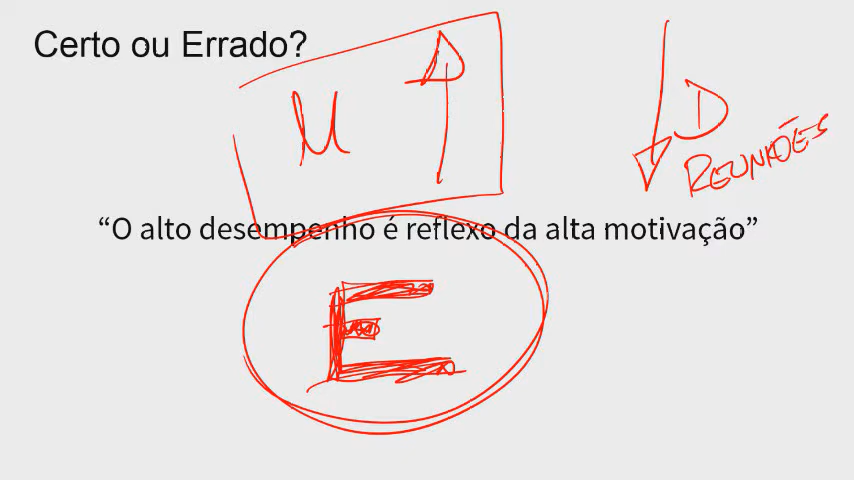 Certo ou Errado?
M
D
REUNIÕES
“O alto desempenho é reflexo da alta motivação”
E